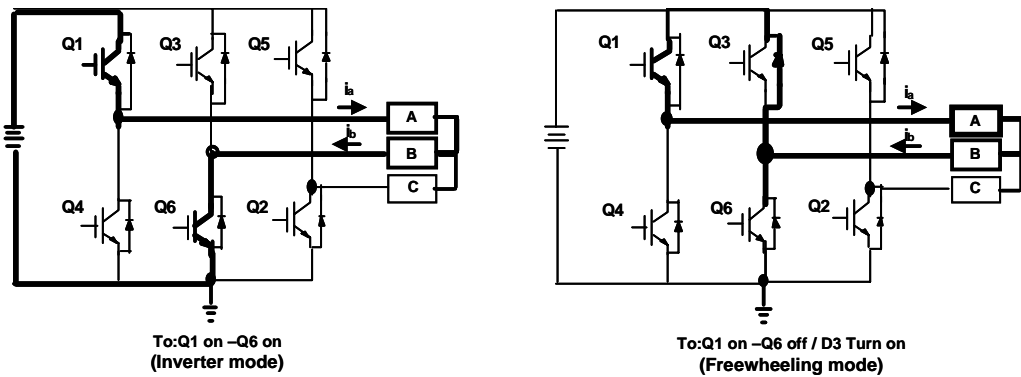 Q1 Q3 Q5
ia
A
ib
B
C
Q4 Q6 Q2
To:Q1 on –Q6 on
(Inverter mode)
Q1 Q3 Q5
ia
A
ib
B
C
Q4 Q6 Q2
To:Q1 on –Q6 off / D3 Turn on
(Freewheeling mode)